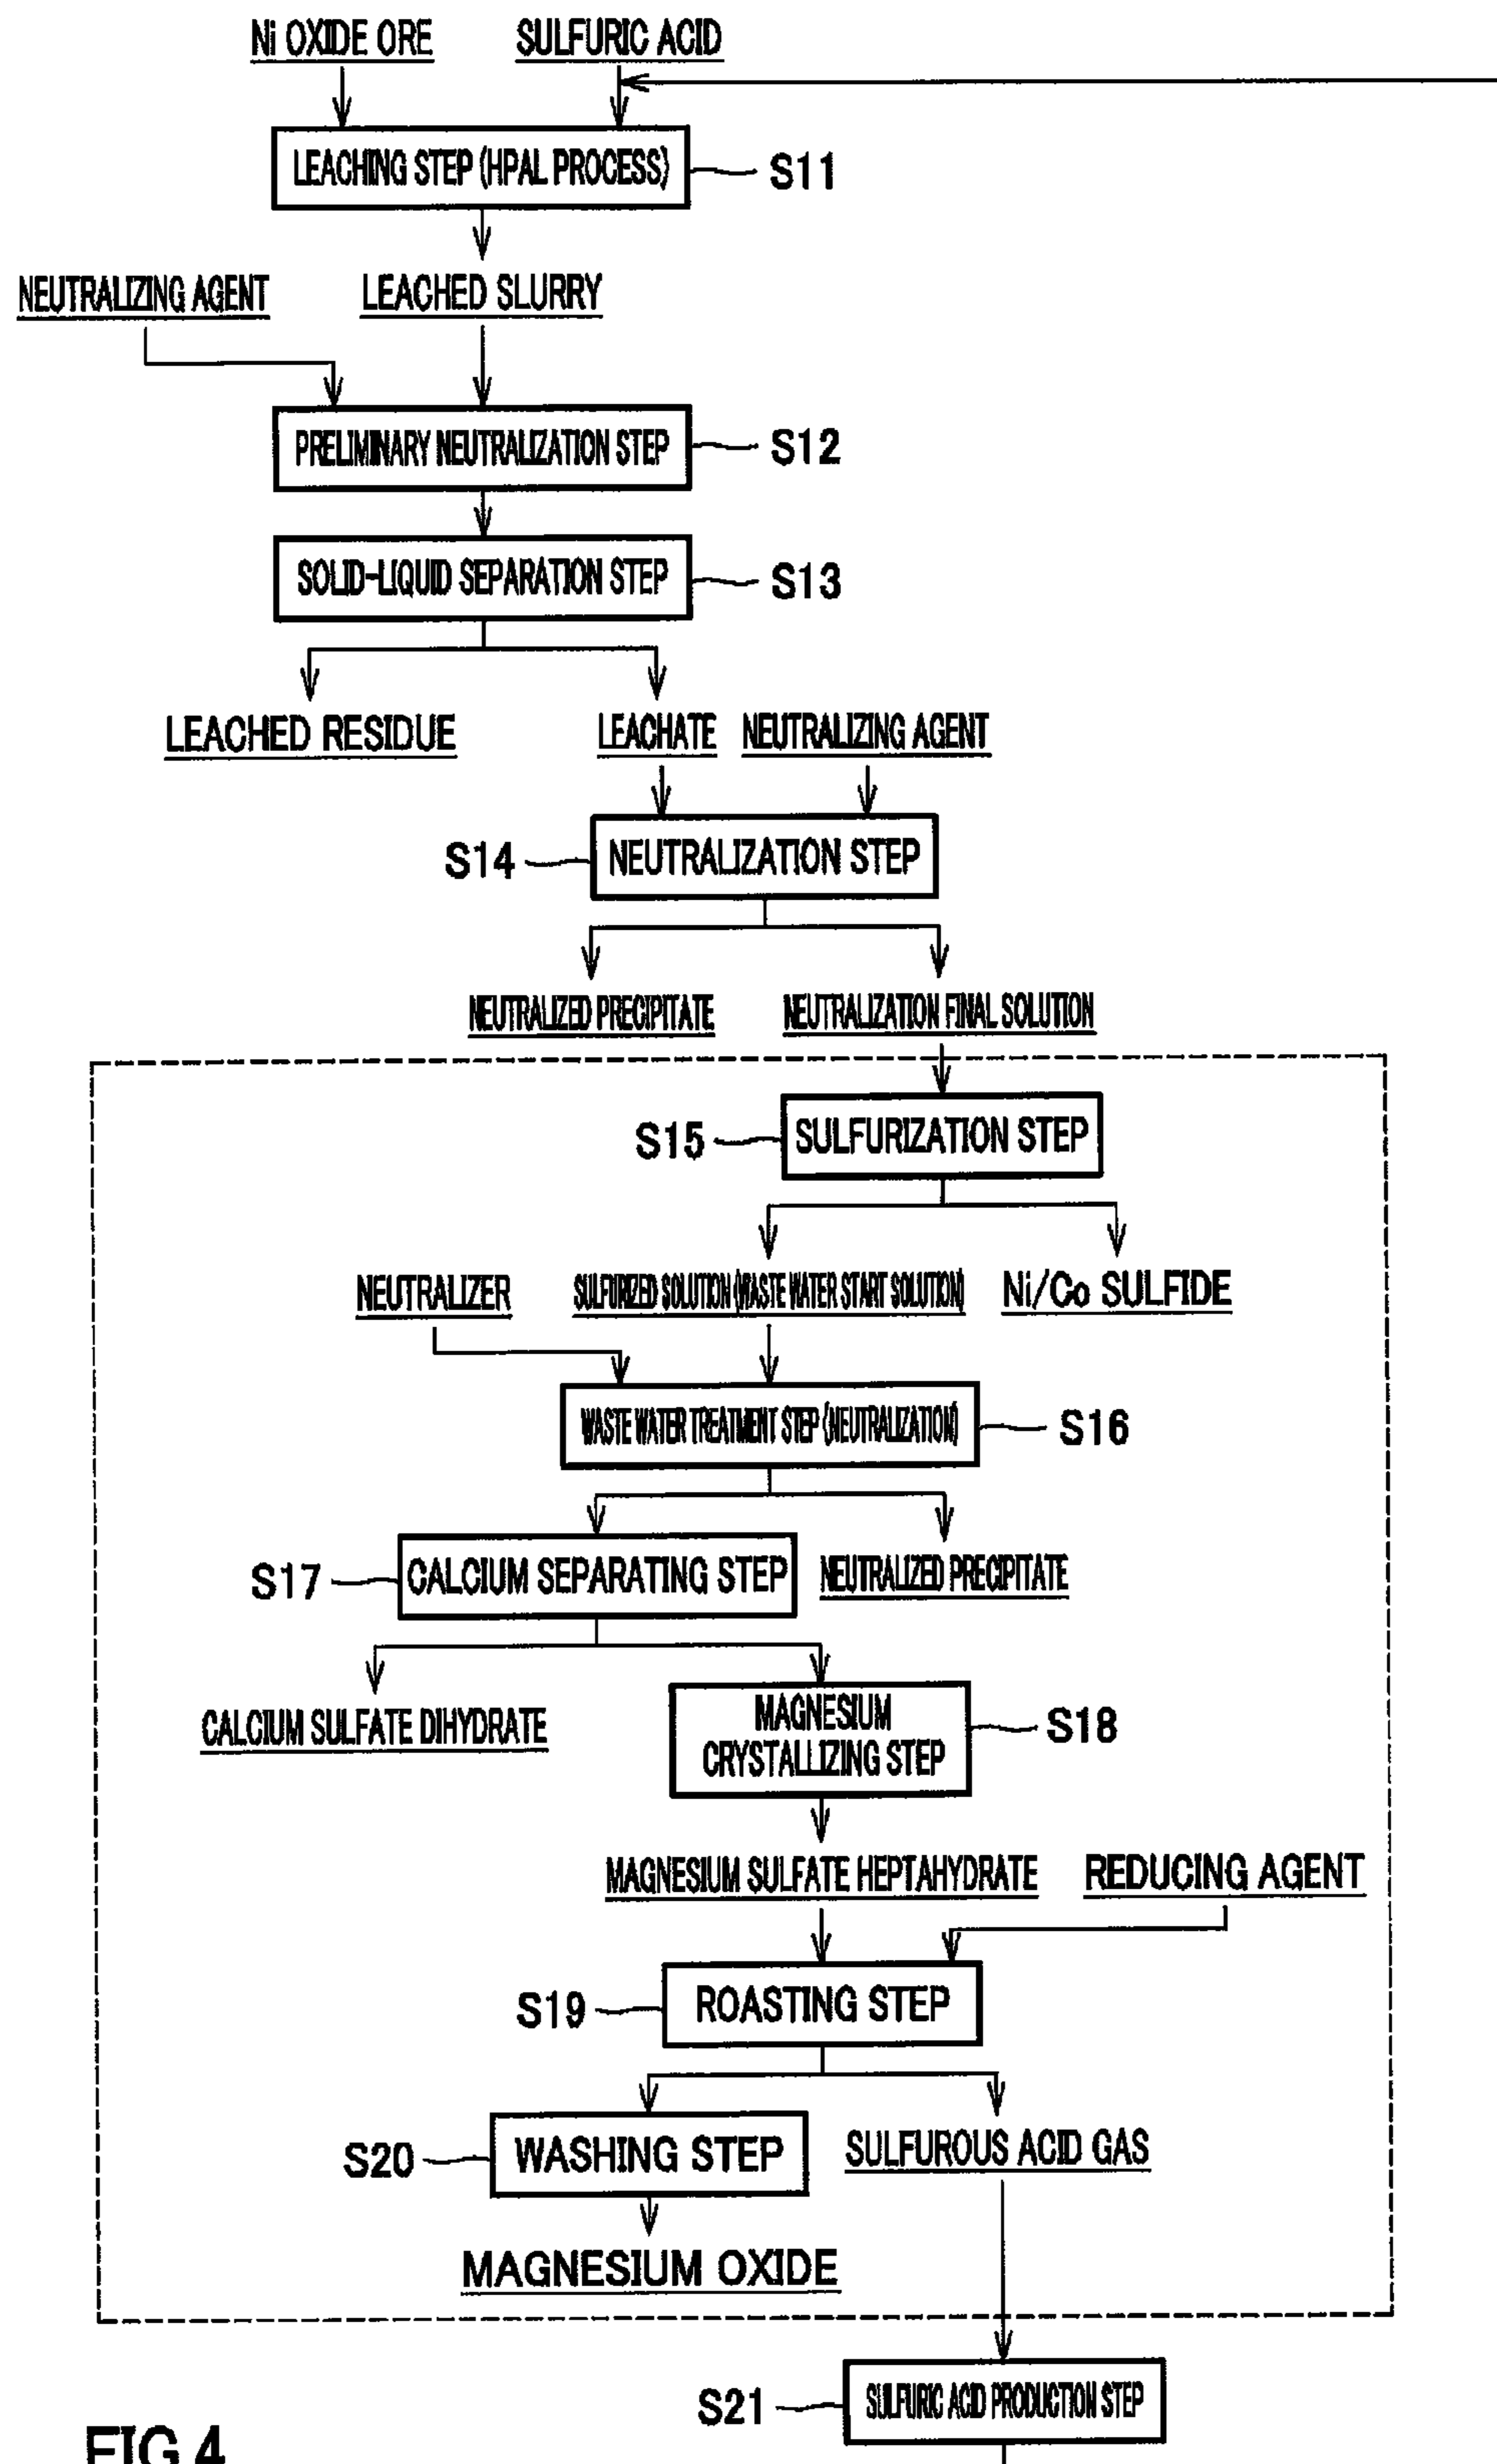 Ni OXIDE ORE
SULFURIC ACID
LEACHING STEP (HPAL PROCESS)
S11
NEUTRALIZING AGENT
LEACHED SLURRY
PRELIMINARY NEUTRALIZATION STEP
S12
SOLID-LIQUID SEPARATION STEP
S13
LEACHED RESIDUE
LEACHATE
NEUTRALIZING AGENT
S14
NEUTRALIZATION STEP
NEUTRALIZED PRECIPITATE
NEUTRALIZATION FINAL SOLUTION
S15
SULFURIZATION STEP
NEUTRALIZER
SULFURIZED SOLUTION (WASTE WATER START SOLUTION)
Ni/Co SULFIDE
WASTE WATER TREATMENT STEP (NEUTRALIZATION)
S16
S17
CALCIUM SEPARATING STEP
NEUTRALIZED PRECIPITATE
CALCIUM SULFATE DIHYDRATE
MAGNESIUM
CRYSTALLIZING STEP
S18
MAGNESIUM SULFATE HEPTAHYDRATE
REDUCING AGENT
S19
ROASTING STEP
S20
WASHING STEP
SULFUROUS ACID GAS
MAGNESIUM OXIDE
S21
SULFURIC ACID PRODUCTION STEP
FIG.4